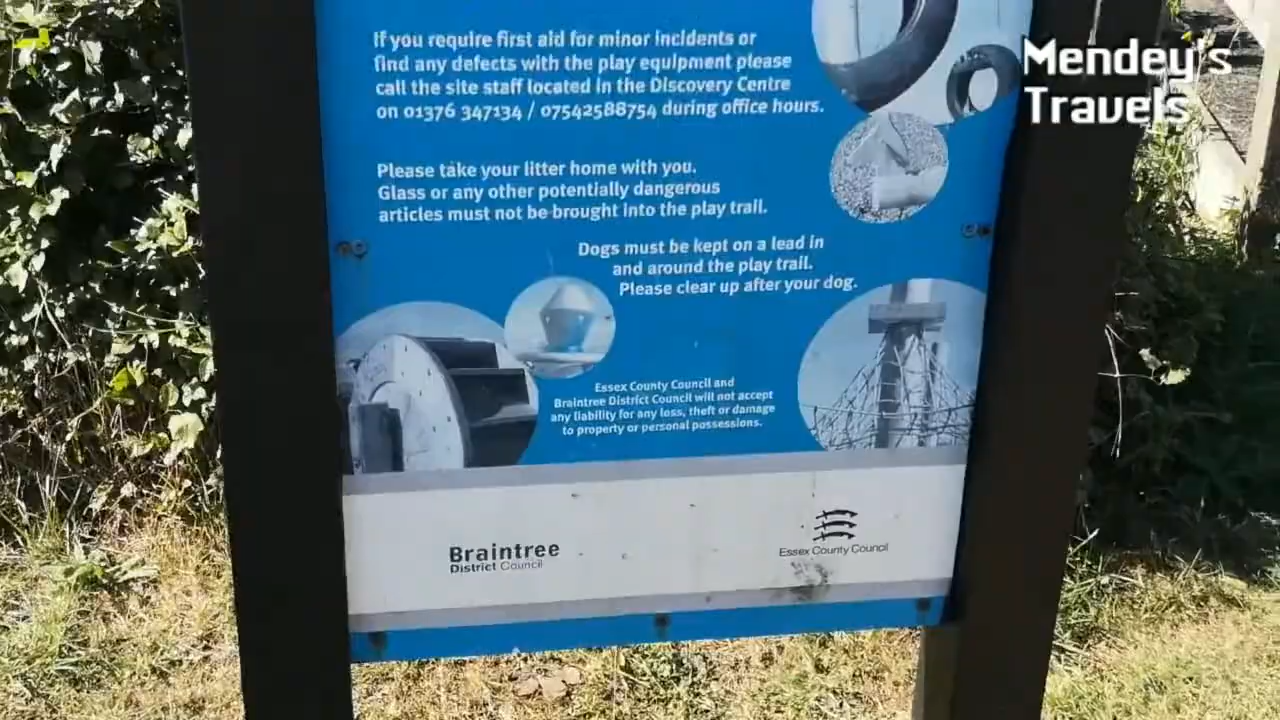 If you require first aid for minor incidents or
find any defects with the play equipment please
call the site staff located in the Discovery Centre
on 01376 347134 / 07542588754 during office hours.
Please take your litter home with you.
Glass or any other potentially dangerous
articles must not be brought into the play trail.
Dogs must be kept on a lead in
and around the play trail.
Please clear up after your dog.
Essex County Council and
Braintree District Council will not accept
any liability for any loss, theft or damage
to property or personal possessions.
Braintree
District Council
Essex County Council
Mendey's
Travels